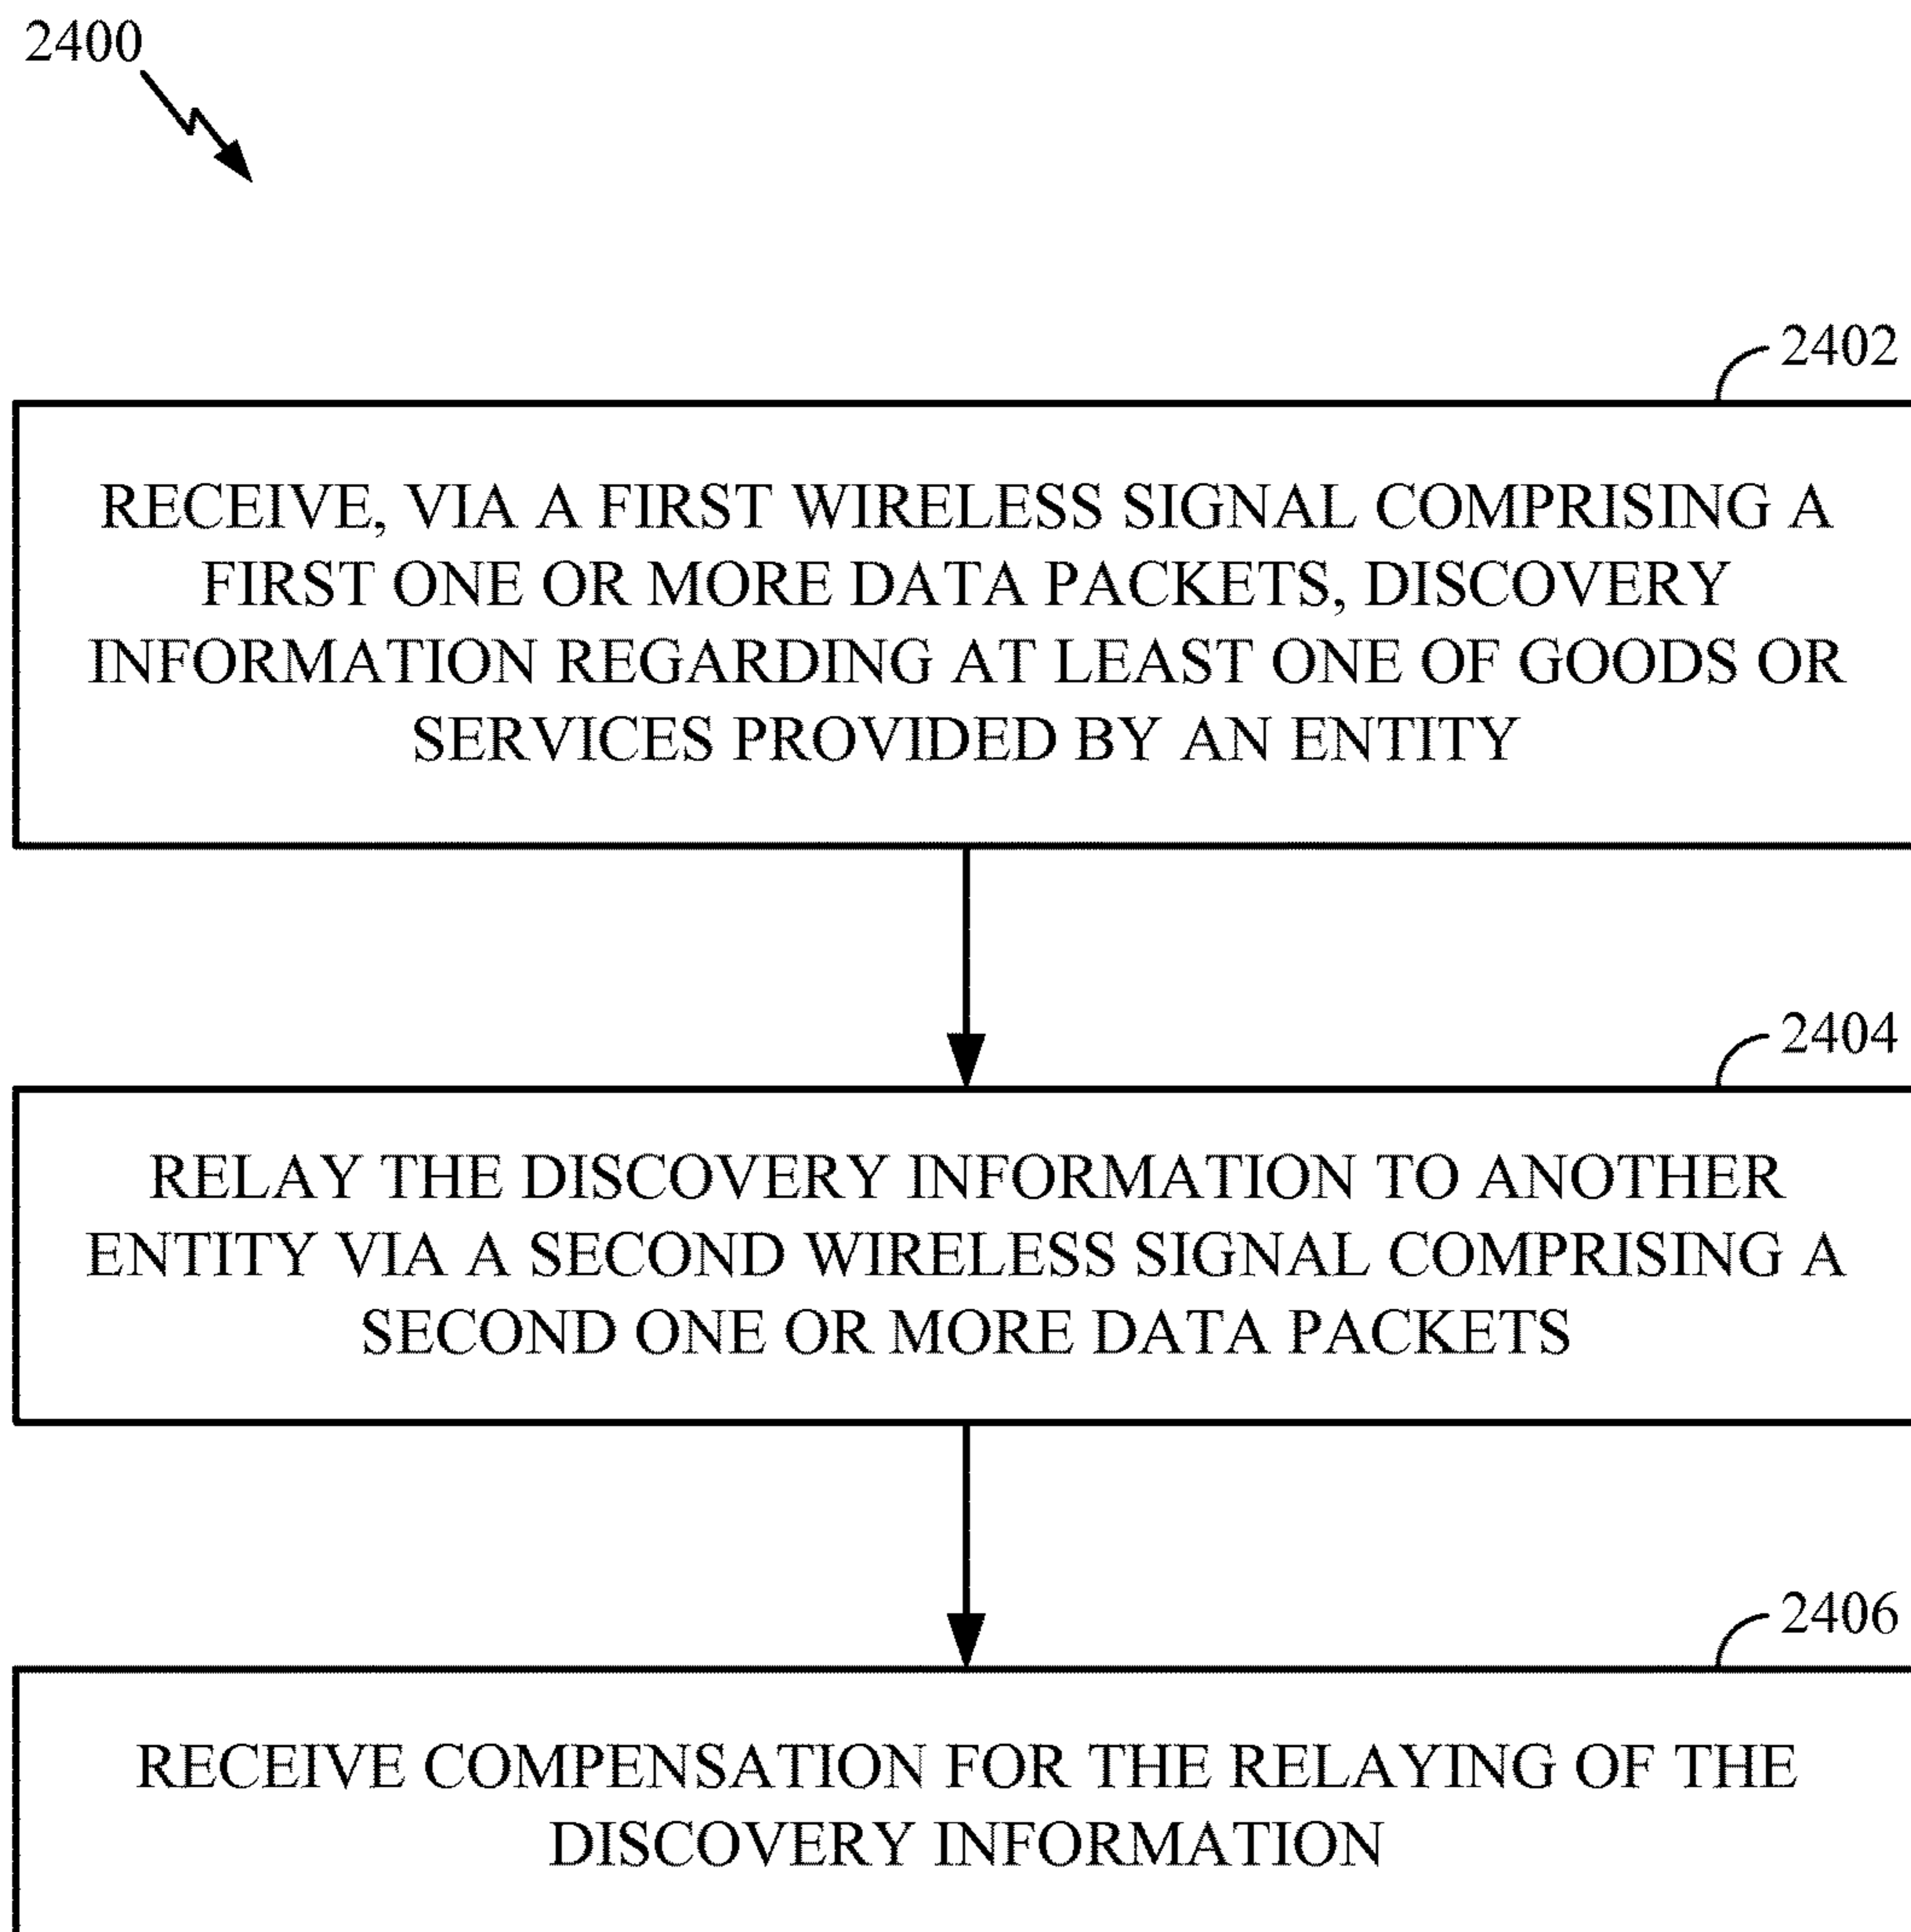 2400
2402
RECEIVE, VIA A FIRST WIRELESS SIGNAL COMPRISING A
FIRST ONE OR MORE DATA PACKETS, DISCOVERY
INFORMATION REGARDING AT LEAST ONE OF GOODS OR
SERVICES PROVIDED BY AN ENTITY
2404
RELAY THE DISCOVERY INFORMATION TO ANOTHER
ENTITY VIA A SECOND WIRELESS SIGNAL COMPRISING A
SECOND ONE OR MORE DATA PACKETS
2406
RECEIVE COMPENSATION FOR THE RELAYING OF THE
DISCOVERY INFORMATION